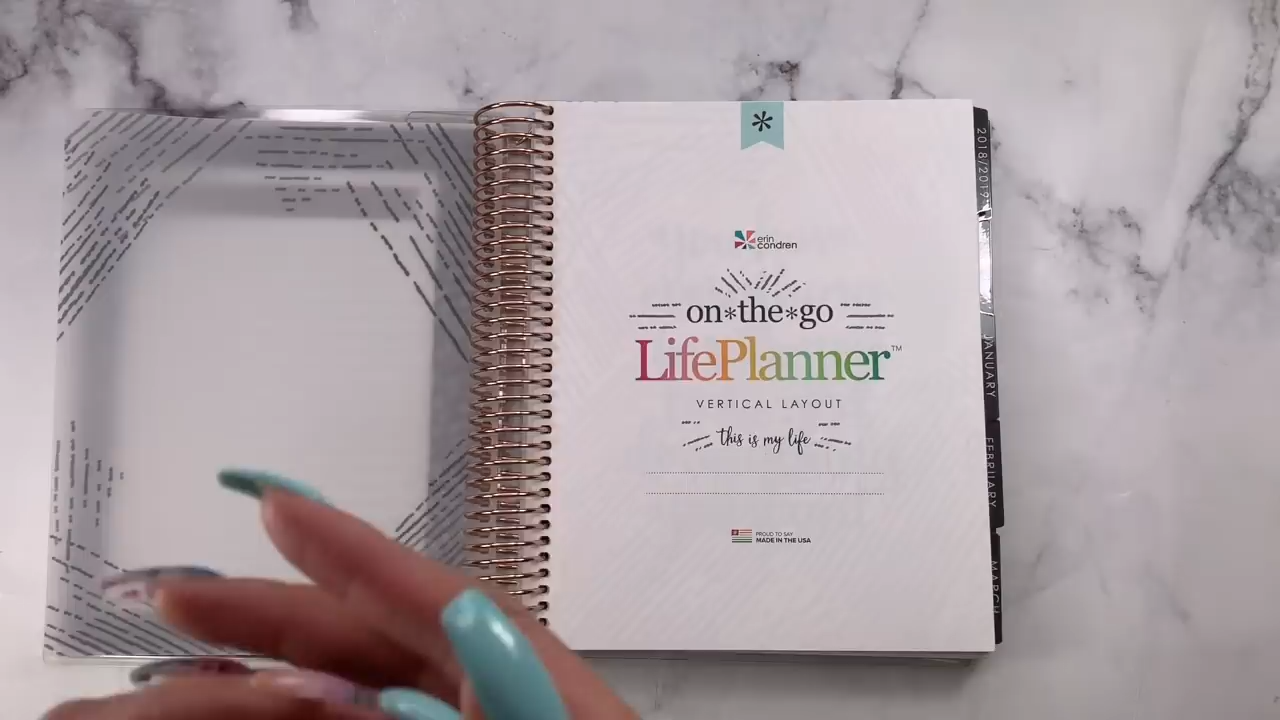 erin
condren
on*the*go
LifePlanner™
VERTICAL LAYOUT
this is my life
PROUD TO SAY
MADE IN THE USA
2018/2019
JANUARY
FEBRUARY
MARCH